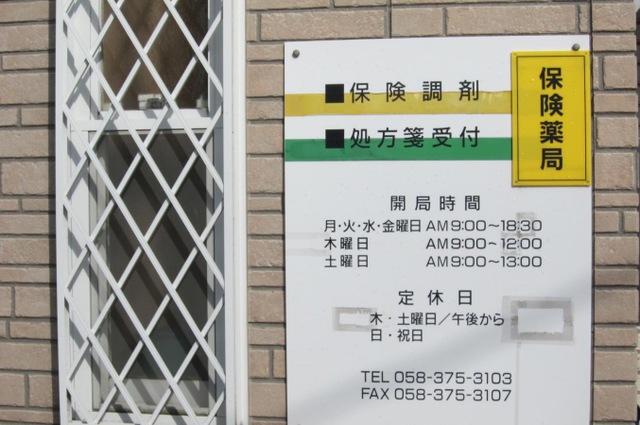 ■保険調剤
■処方箋受付
保険薬局
開局時間
月・火・水・金曜日 AM9:00～18:30
木曜日 AM9:00～12:00
土曜日 AM9:00～13:00
定休日
木・土曜日／午後から
日・祝日
TEL 058-375-3103
FAX 058-375-3107